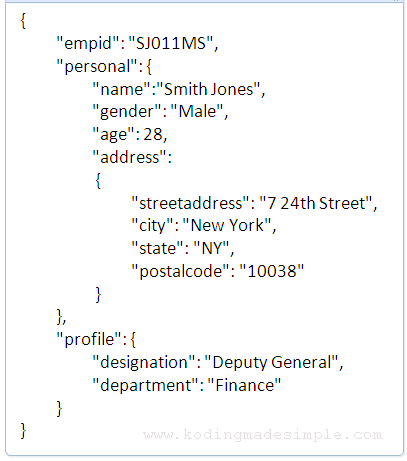 {
"empid": "SJ011MS",
"personal": {
"name":"Smith Jones",
"gender": "Male",
"age": 28,
"address":
{
"streetaddress": "7 24th Street",
"city": "New York",
"state": "NY",
"postalcode": "10038"
}
},
"profile": {
"designation": "Deputy General",
"department": "Finance"
}
}
www.kodingmadesimple.com